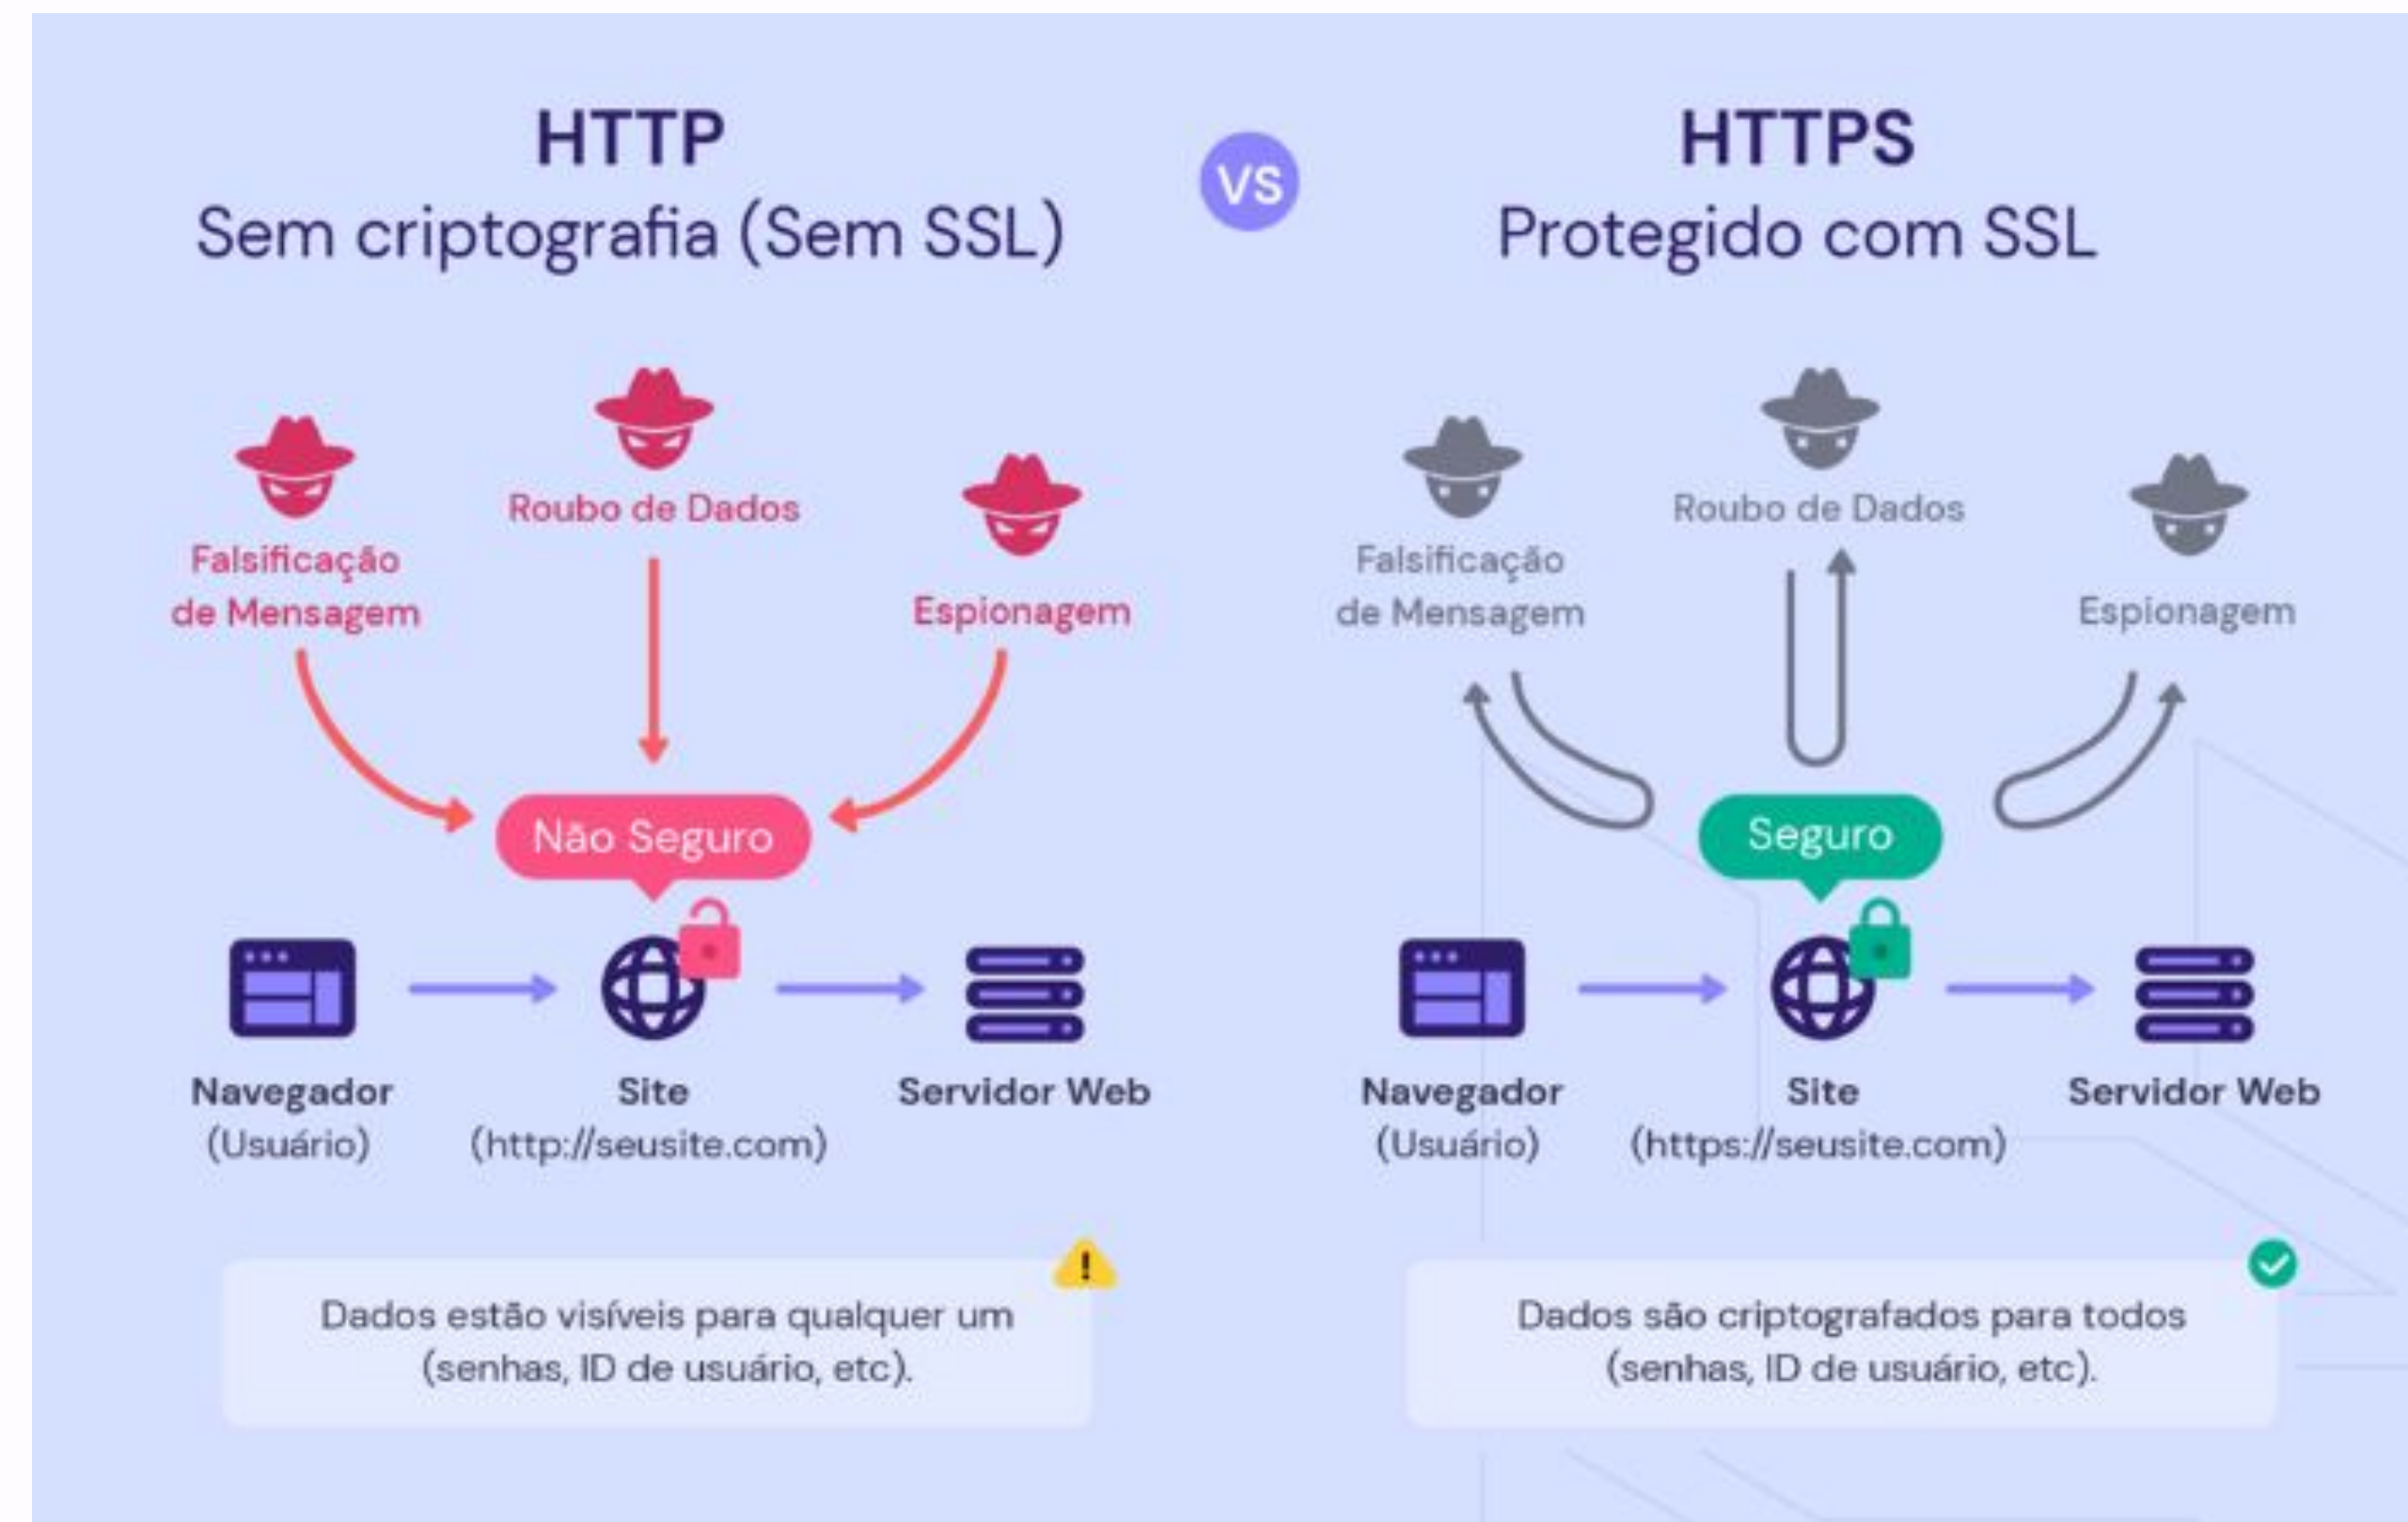 HTTP
Sem criptografia (Sem SSL)
Roubo de Dados
Falsificação
de Mensagem
Espionagem
Não Seguro
Navegador
(Usuário)
Site
(http://seusite.com)
Servidor Web
Dados estão visíveis para qualquer um
(senhas, ID de usuário, etc).
VS
HTTPS
Protegido com SSL
Roubo de Dados
Falsificação
de Mensagem
Espionagem
Seguro
Navegador
(Usuário)
Site
(https://seusite.com)
Servidor Web
Dados são criptografados para todos
(senhas, ID de usuário, etc).